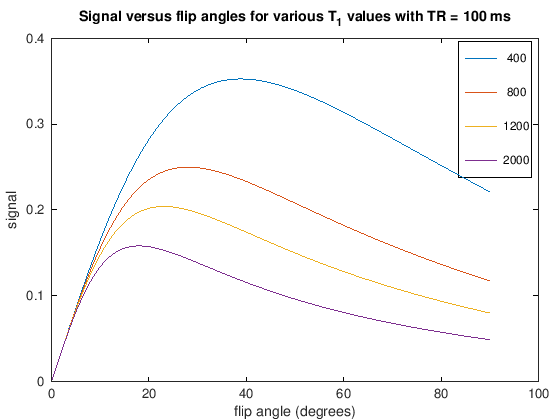 Signal versus flip angles for various T1 values with TR = 100 ms
0.4
0.3
0.2
0.1
0
signal
400
800
1200
2000
0 20 40 60 80 100
flip angle (degrees)